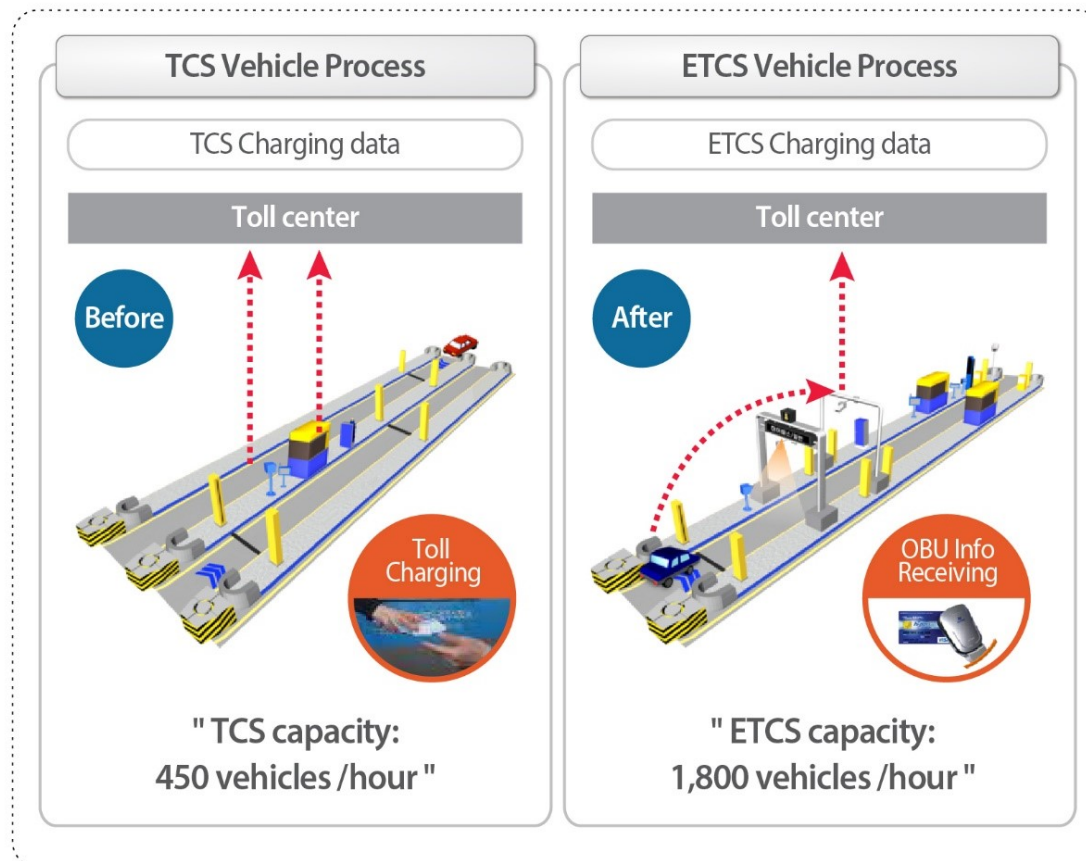 TCS Vehicle Process
TCS Charging data
Toll center
Before
Toll
Charging
" TCS capacity:
450 vehicles /hour "
ETCS Vehicle Process
ETCS Charging data
Toll center
After
OBU Info
Receiving
" ETCS capacity:
1,800 vehicles /hour "